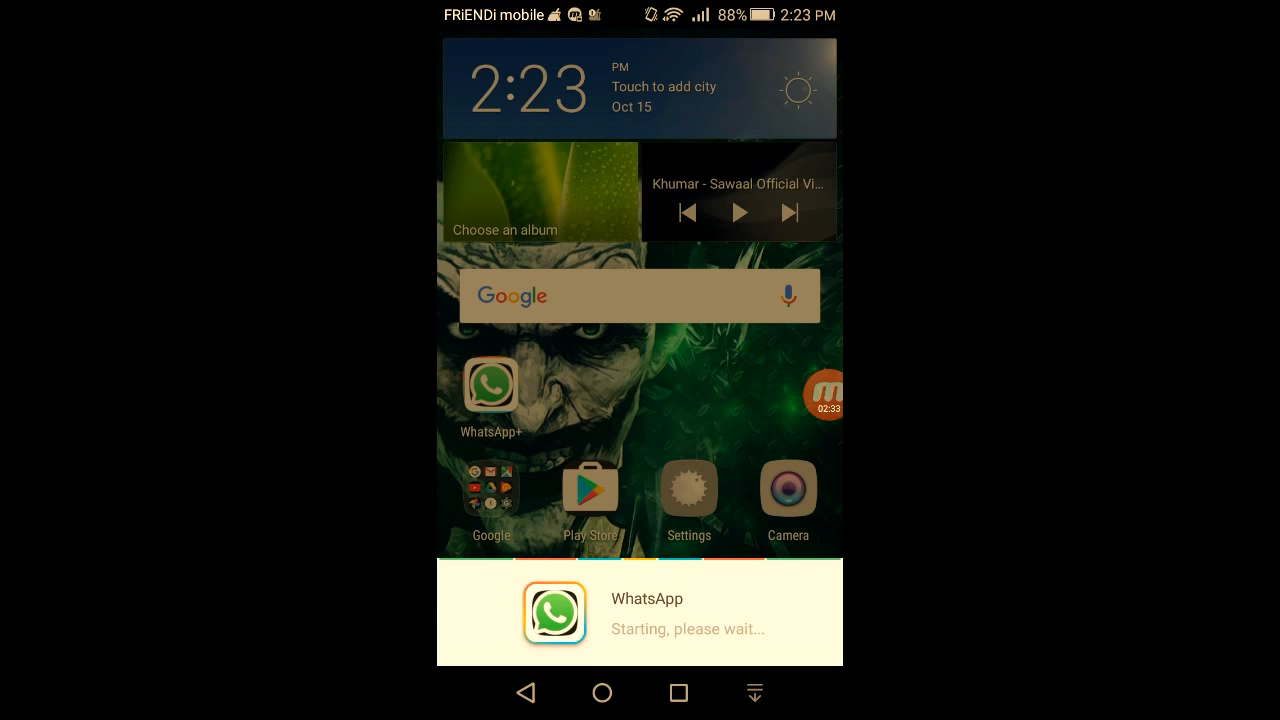 FRiENDi mobile 88% 2:23 PM
2:23
PM
Touch to add city
Oct 15
Choose an album
Khumar - Sawaal Official Vi...
Google
02:33
WhatsApp+
Google
Play Store
Settings
Camera
WhatsApp
Starting, please wait...